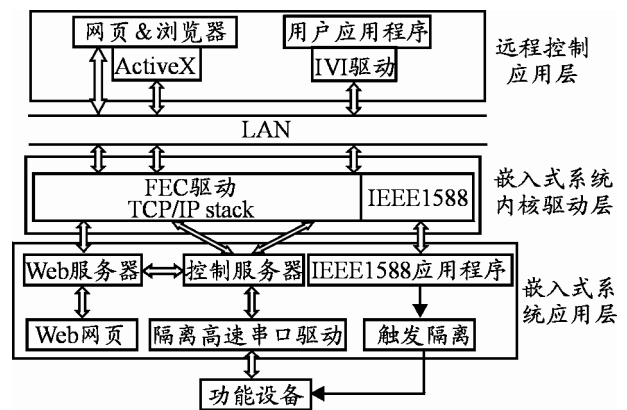 网页&浏览器
用户应用程序
ActiveX
IVI驱动
远程控制
应用层
LAN
FEC驱动
TCP/IP stack
IEEE1588
嵌入式系统
内核驱动层
Web服务器
控制服务器
IEEE1588应用程序
嵌入式系
统应用层
Web网页
隔离高速串口驱动
触发隔离
功能设备